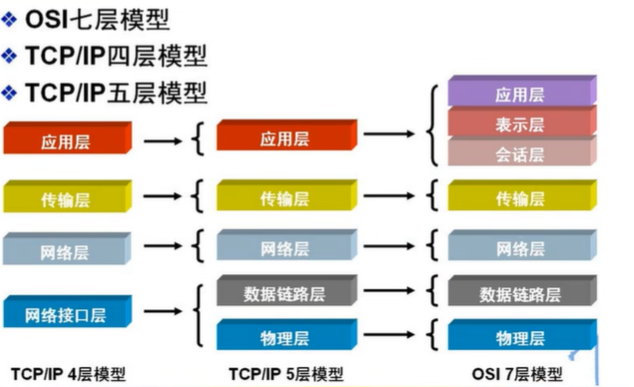 OSI七层模型
TCP/IP四层模型
TCP/IP五层模型
应用层
传输层
网络层
网络接口层
TCP/IP 4层模型
应用层
传输层
网络层
数据链路层
物理层
TCP/IP 5层模型
应用层
表示层
会话层
传输层
网络层
数据链路层
物理层
OSI 7层模型